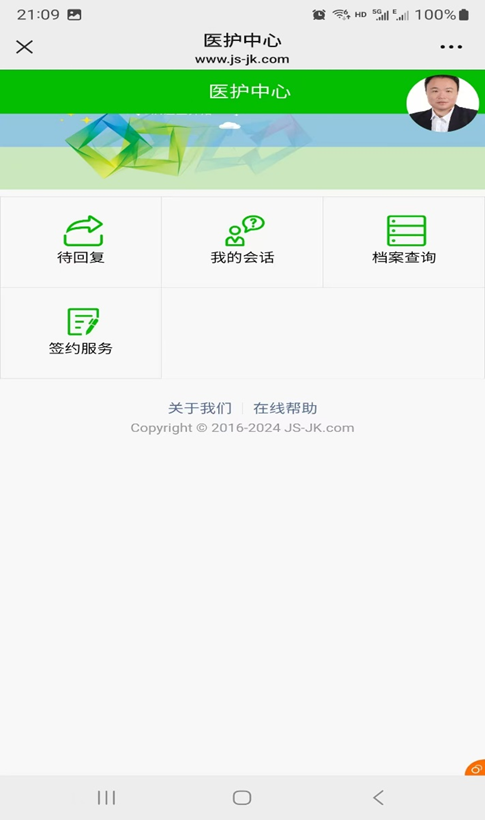 21:09 HD 5G E 100%
医护中心
www.js-jk.com
医护中心
待回复 我的会话 档案查询
签约服务
关于我们 | 在线帮助
Copyright © 2016-2024 JS-JK.com